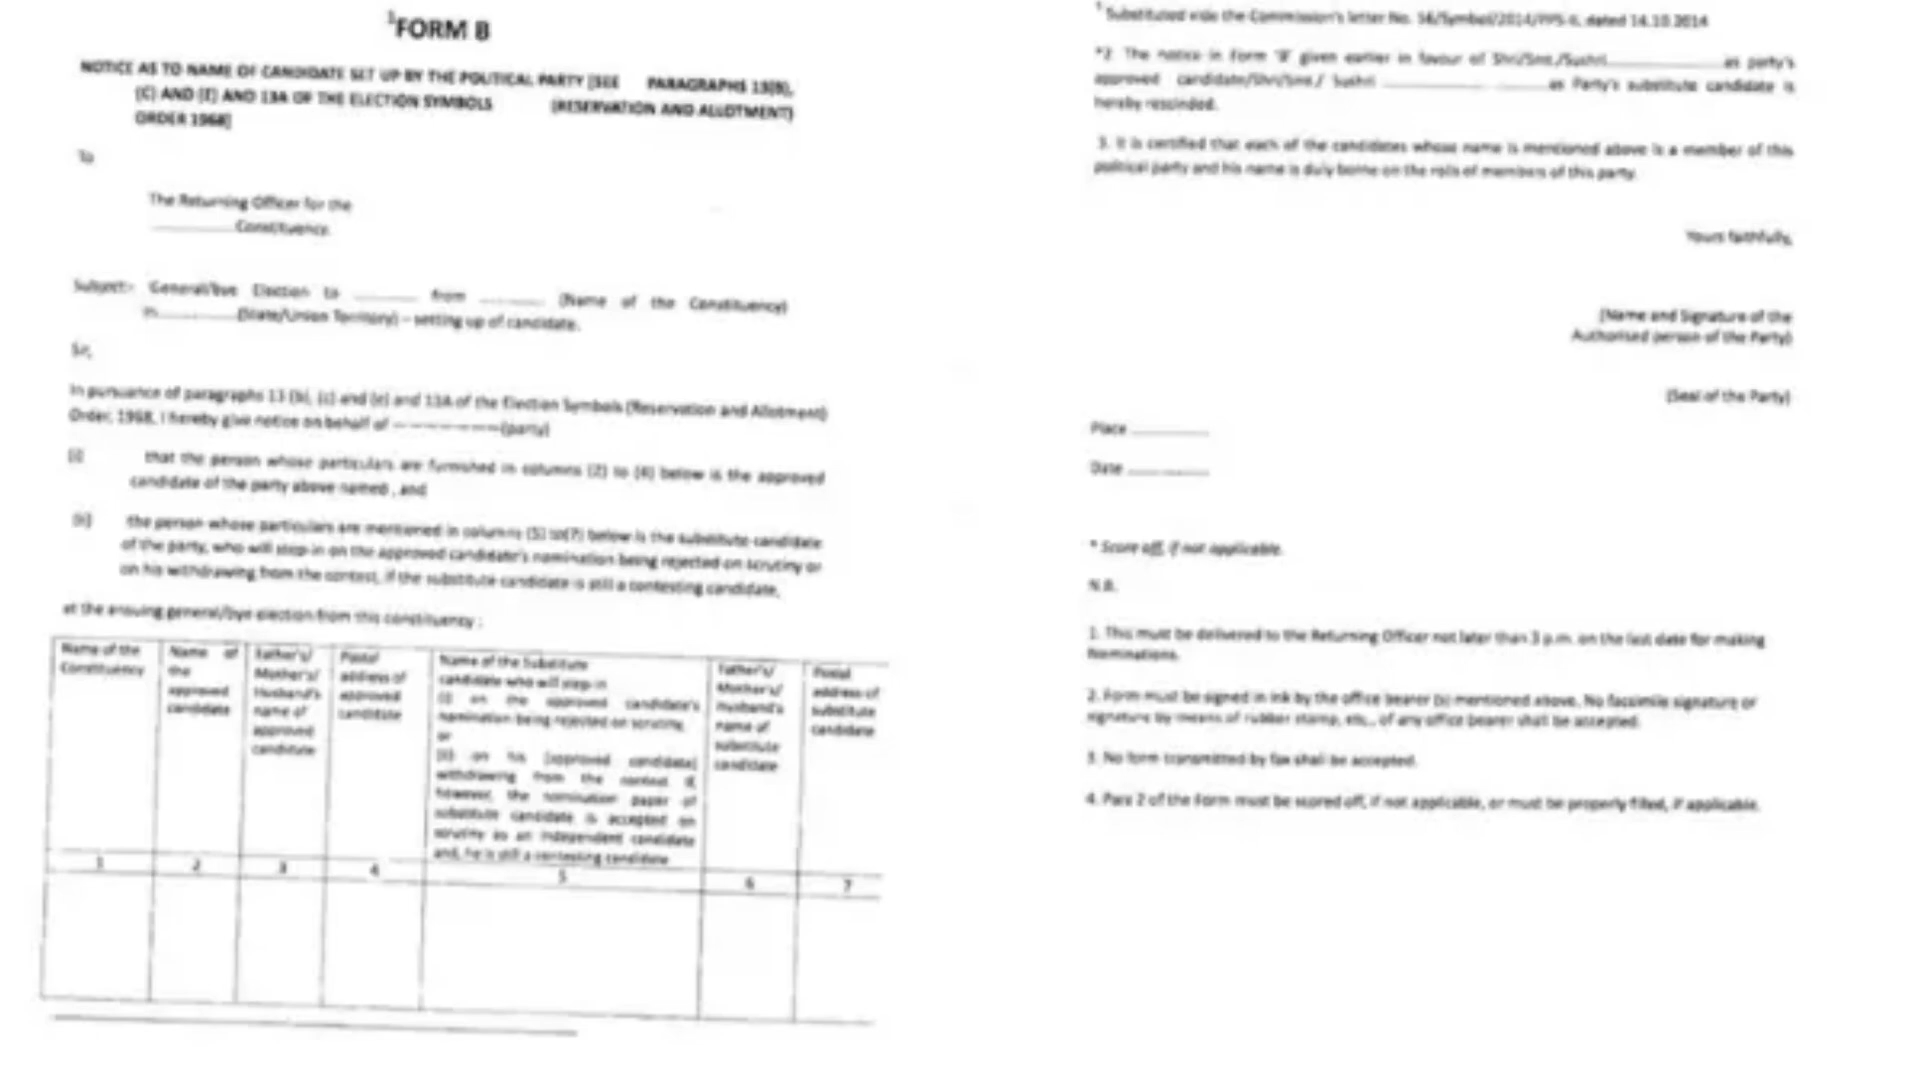 ¹FORM B
NOTICE AS TO NAME OF CANDIDATE SET UP BY THE POLITICAL PARTY [SEE PARAGRAPHS 13(B),
(C) AND (E) AND 13A OF THE ELECTION SYMBOLS (RESERVATION AND ALLOTMENT)
ORDER 1968]
To
The Returning Officer for the
..................Constituency.
Subject:- General/bye Election to ............ from ............ (Name of the Constituency)
in................(State/Union Territory) – setting up of candidate.
Sir,
In pursuance of paragraphs 13 (b), (c) and (e) and 13A of the Election Symbols (Reservation and Allotment)
Order, 1968, I hereby give notice on behalf of ——————(party)
(i) that the person whose particulars are furnished in columns (2) to (4) below is the approved
candidate of the party above named , and
(ii) the person whose particulars are mentioned in columns (5) to(7) below is the substitute candidate
of the party, who will step-in on the approved candidate's nomination being rejected on scrutiny or
on his withdrawing from the contest, if the substitute candidate is still a contesting candidate,
at the ensuing general/bye election from this constituency :
Name of the
Constituency
Name of
the
approved
candidate
Father's/
Mother's/
Husband's
name of
approved
candidate
Postal
address of
approved
candidate
Name of the Substitute
candidate who will step-in
(i) on the approved candidate's
nomination being rejected on scrutiny
or
(ii) on his (approved candidate)
withdrawing from the contest if,
however, the nomination paper of
substitute candidate is accepted on
scrutiny as an independent candidate
and, he is still a contesting candidate
Father's/
Mother's/
husband's
name of
substitute
candidate
Postal
address of
substitute
candidate
1 2 3 4 5 6 7
¹ Substituted vide the Commission's letter No. 56/Symbol/2014/PPS-II, dated 14.10.2014
*2 The notice in Form 'B' given earlier in favour of Shri/Smt./Sushri......................as party's
approved candidate/Shri/Smt./ Sushri ......................as Party's substitute candidate is
hereby rescinded.
3. It is certified that each of the candidates whose name is mentioned above is a member of this
political party and his name is duly borne on the rolls of members of this party.
Yours faithfully,
(Name and Signature of the
Authorised person of the Party)
(Seal of the Party)
Place ..............
Date ..............
* Score off, if not applicable.
N.B.
1. This must be delivered to the Returning Officer not later than 3 p.m. on the last date for making
Nominations.
2. Form must be signed in ink by the office bearer (s) mentioned above. No facsimile signature or
signature by means of rubber stamp, etc., of any office bearer shall be accepted.
3. No form transmitted by fax shall be accepted.
4. Para 2 of the Form must be scored off, if not applicable, or must be properly filled, if applicable.